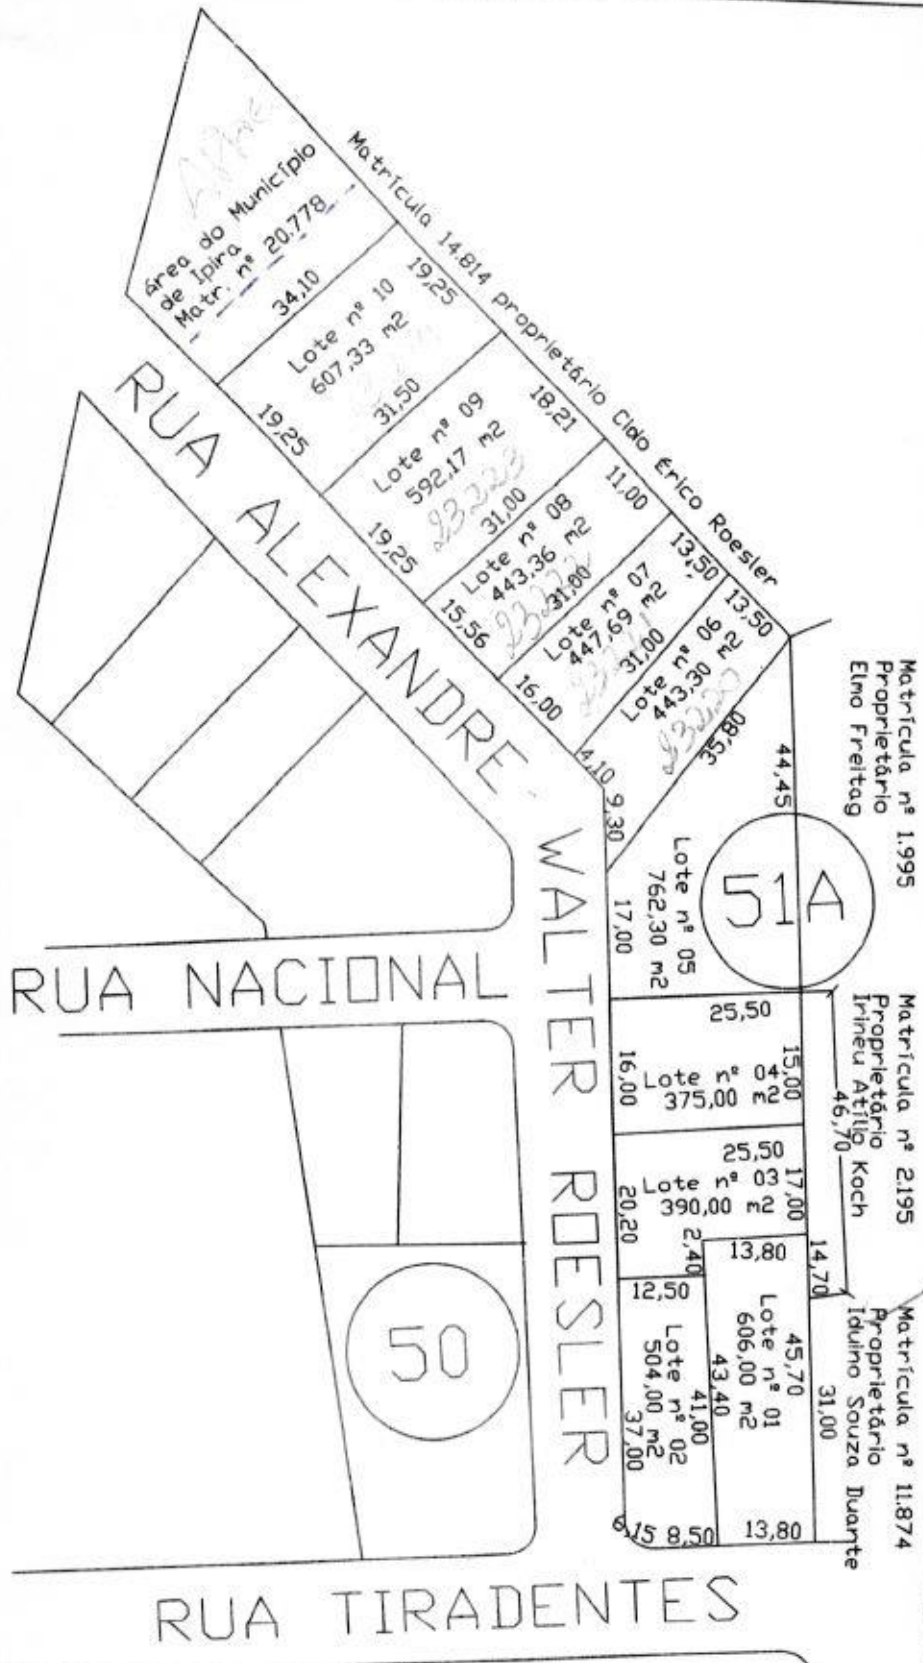 Matrícula 14.814 proprietário Cldo Érico Roesler
área do Município
de Ipira
Matr. nº 20.778
34,10
19,25
Lote nº 10
607,33 m2
31,50
19,25
18,21
Lote nº 09
592,17 m2
23223
31,00
19,25
11,00
Lote nº 08
443,36 m2
31,00
15,56
13,50
Lote nº 07
447,69 m2
31,00
16,00
13,50
Lote nº 06
443,30 m2
23220
35,80
4,10
9,30
44,45
Lote nº 05
762,30 m2
17,00
51A
Matrícula nº 1.995
Proprietário
Elmo Freitag
25,50
15,00
Lote nº 04
375,00 m2
16,00
46,70
Matrícula nº 2.195
Proprietário
Irineu Atílio Koch
25,50
17,00
Lote nº 03
390,00 m2
20,20
2,40
13,80
14,70
12,50
45,70
Lote nº 01
606,00 m2
43,40
41,00
Lote nº 02
504,00 m2
37,00
31,00
Matrícula nº 11.874
Proprietário
Iduino Souza Duarte
6,15
8,50
13,80
RUA ALEXANDRE WALTER ROESLER
RUA NACIONAL
50
RUA TIRADENTES